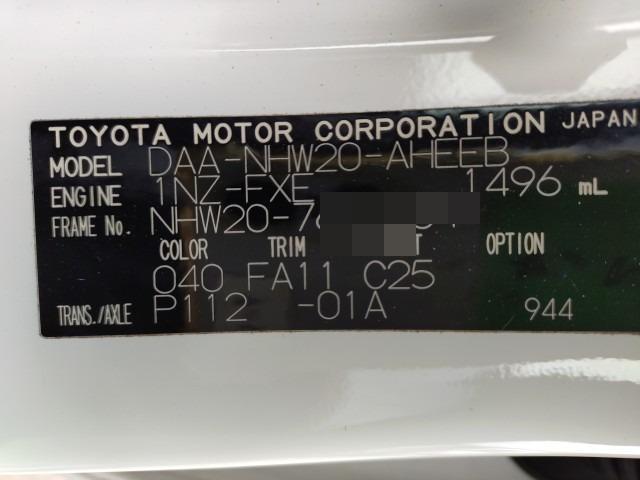 TOYOTA MOTOR CORPORATION JAPAN
MODEL DAA-NHW20-AHEEB
ENGINE 1NZ-FXE 1496 mL
FRAME No. NHW20-7
COLOR TRIM OPTION
040 FA11 C25
TRANS./AXLE P112 -01A 944